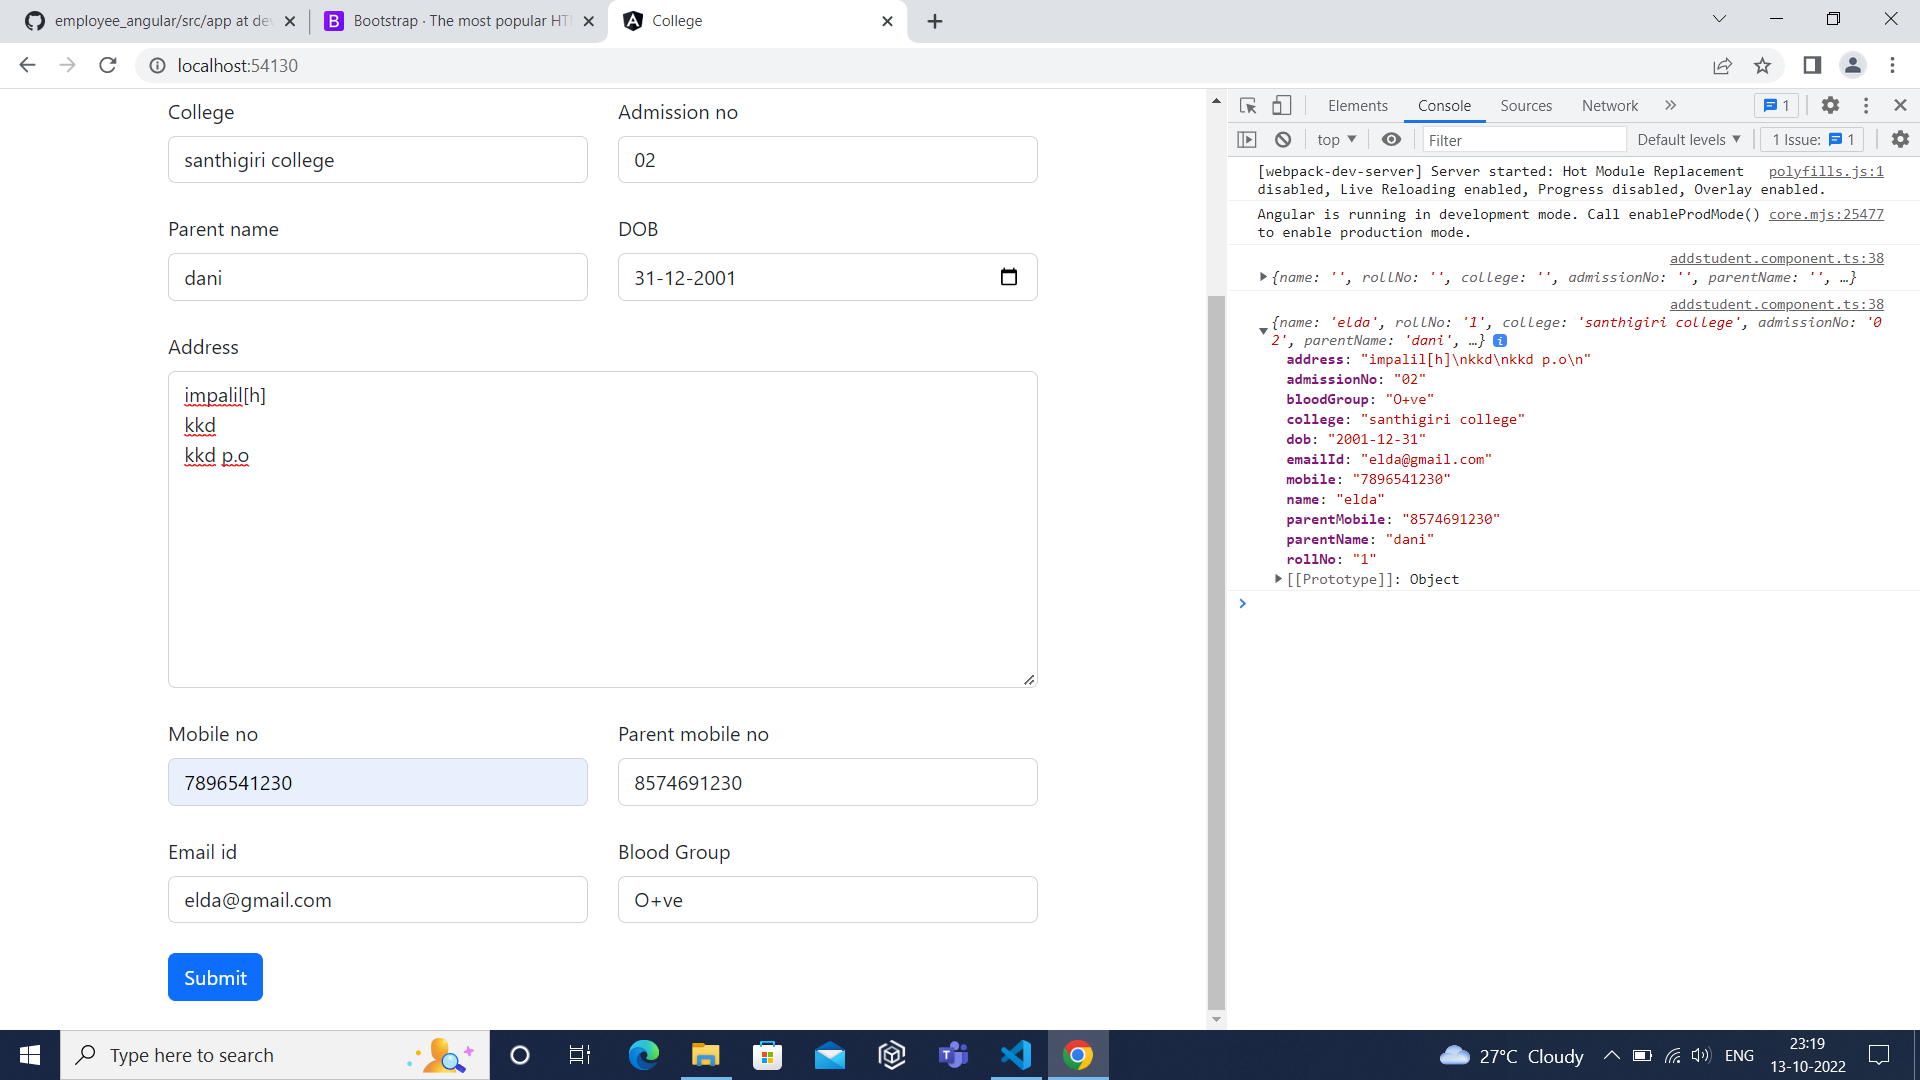 employee_angular/src/app at dev
Bootstrap · The most popular HT
College
localhost:54130
College
Admission no
santhigiri college
02
Parent name
DOB
dani
31-12-2001
Address
impalil[h]
kkd
kkd p.o
Mobile no
Parent mobile no
7896541230
8574691230
Email id
Blood Group
elda@gmail.com
O+ve
Submit
Elements Console Sources Network 1
top Filter Default levels 1 Issue: 1
[webpack-dev-server] Server started: Hot Module Replacement polyfills.js:1
disabled, Live Reloading enabled, Progress disabled, Overlay enabled.
Angular is running in development mode. Call enableProdMode() core.mjs:25477
to enable production mode.
addstudent.component.ts:38
{name: '', rollNo: '', college: '', admissionNo: '', parentName: '', …}
addstudent.component.ts:38
{name: 'elda', rollNo: '1', college: 'santhigiri college', admissionNo: '0
2', parentName: 'dani', …} i
address: "impalil[h]\nkkd\nkkd p.o\n"
admissionNo: "02"
bloodGroup: "O+ve"
college: "santhigiri college"
dob: "2001-12-31"
emailId: "elda@gmail.com"
mobile: "7896541230"
name: "elda"
parentMobile: "8574691230"
parentName: "dani"
rollNo: "1"
[[Prototype]]: Object
Type here to search
27°C Cloudy
ENG
23:19
13-10-2022